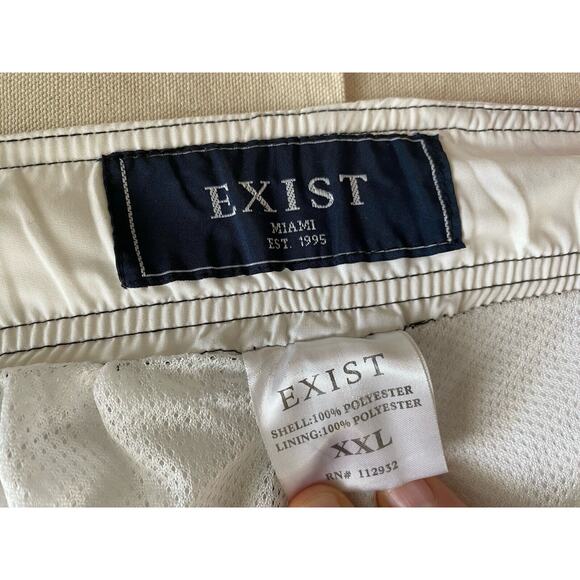 EXIST
MIAMI
EST. 1995
EXIST
SHELL:100% POLYESTER
LINING:100% POLYESTER
XXL
RN# 112932